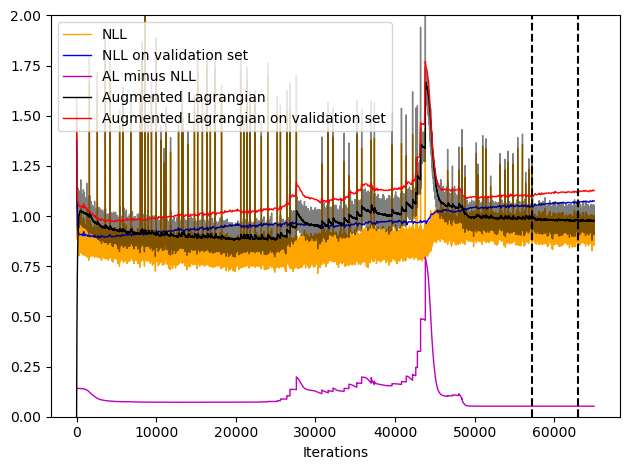 2.00
1.75
1.50
1.25
1.00
0.75
0.50
0.25
0.00
NLL
NLL on validation set
AL minus NLL
Augmented Lagrangian
Augmented Lagrangian on validation set
0
10000
20000
30000
40000
50000
60000
Iterations